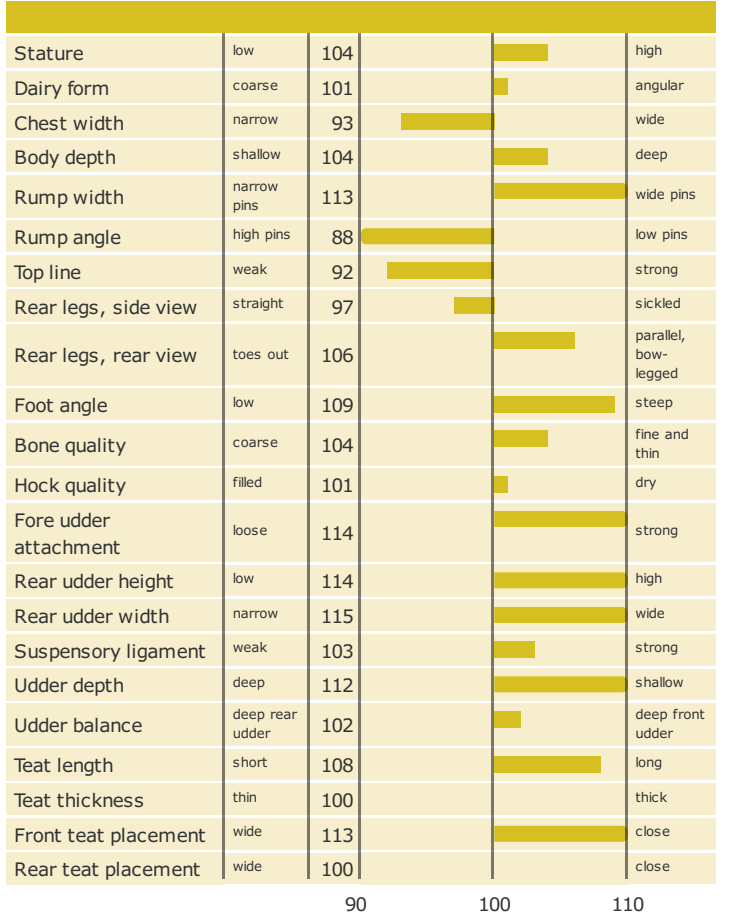 Stature low 104 high
Dairy form coarse 101 angular
Chest width narrow 93 wide
Body depth shallow 104 deep
Rump width narrow pins 113 wide pins
Rump angle high pins 88 low pins
Top line weak 92 strong
Rear legs, side view straight 97 sickled
Rear legs, rear view toes out 106 parallel, bow-legged
Foot angle low 109 steep
Bone quality coarse 104 fine and thin
Hock quality filled 101 dry
Fore udder attachment loose 114 strong
Rear udder height low 114 high
Rear udder width narrow 115 wide
Suspensory ligament weak 103 strong
Udder depth deep 112 shallow
Udder balance deep rear udder 102 deep front udder
Teat length short 108 long
Teat thickness thin 100 thick
Front teat placement wide 113 close
Rear teat placement wide 100 close
90 100 110